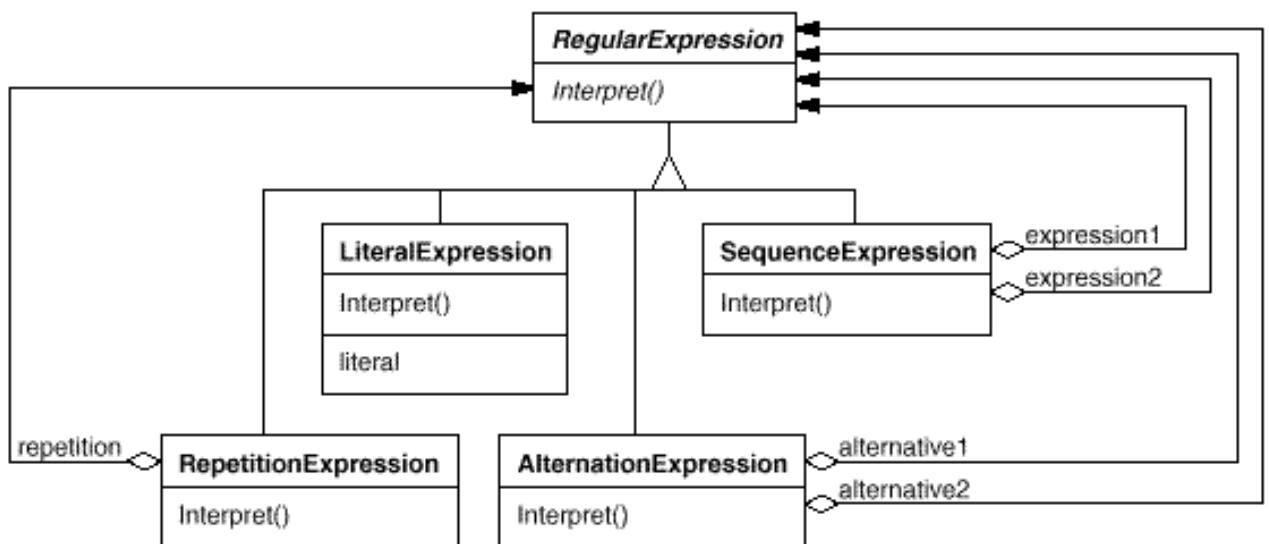 RegularExpression
Interpret()
LiteralExpression
Interpret()
literal
SequenceExpression
Interpret()
expression1
expression2
repetition
RepetitionExpression
Interpret()
AlternationExpression
Interpret()
alternative1
alternative2